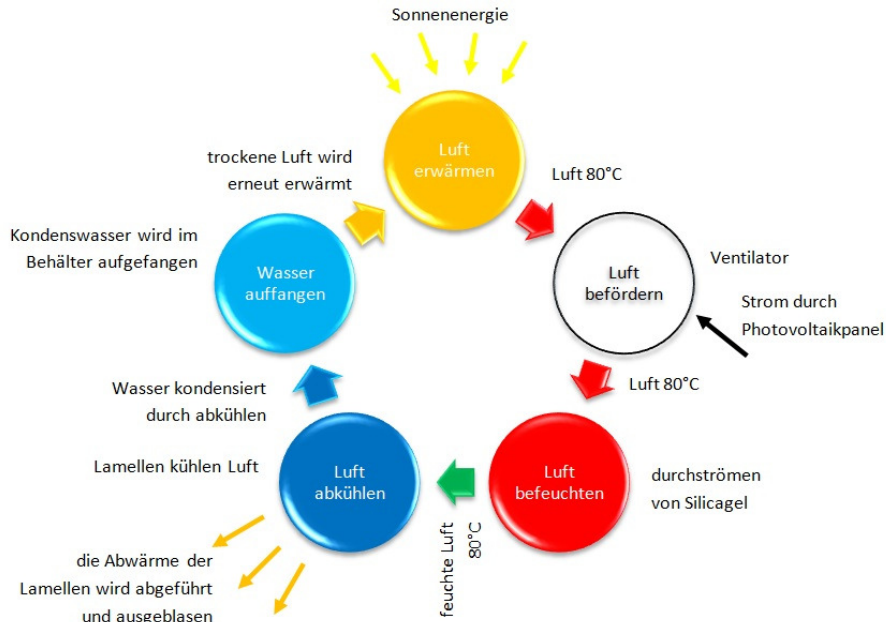 Sonnenenergie
Luft
erwärmen
Luft 80°C
Luft
befördern
Ventilator
Strom durch
Photovoltaikpanel
Luft 80°C
Luft
befeuchten
durchströmen
von Silicagel
feuchte Luft
80°C
Luft
abkühlen
Lamellen kühlen Luft
die Abwärme der
Lamellen wird abgeführt
und ausgeblasen
Wasser kondensiert
durch abkühlen
Wasser
auffangen
Kondenswasser wird im
Behälter aufgefangen
trockene Luft wird
erneut erwärmt